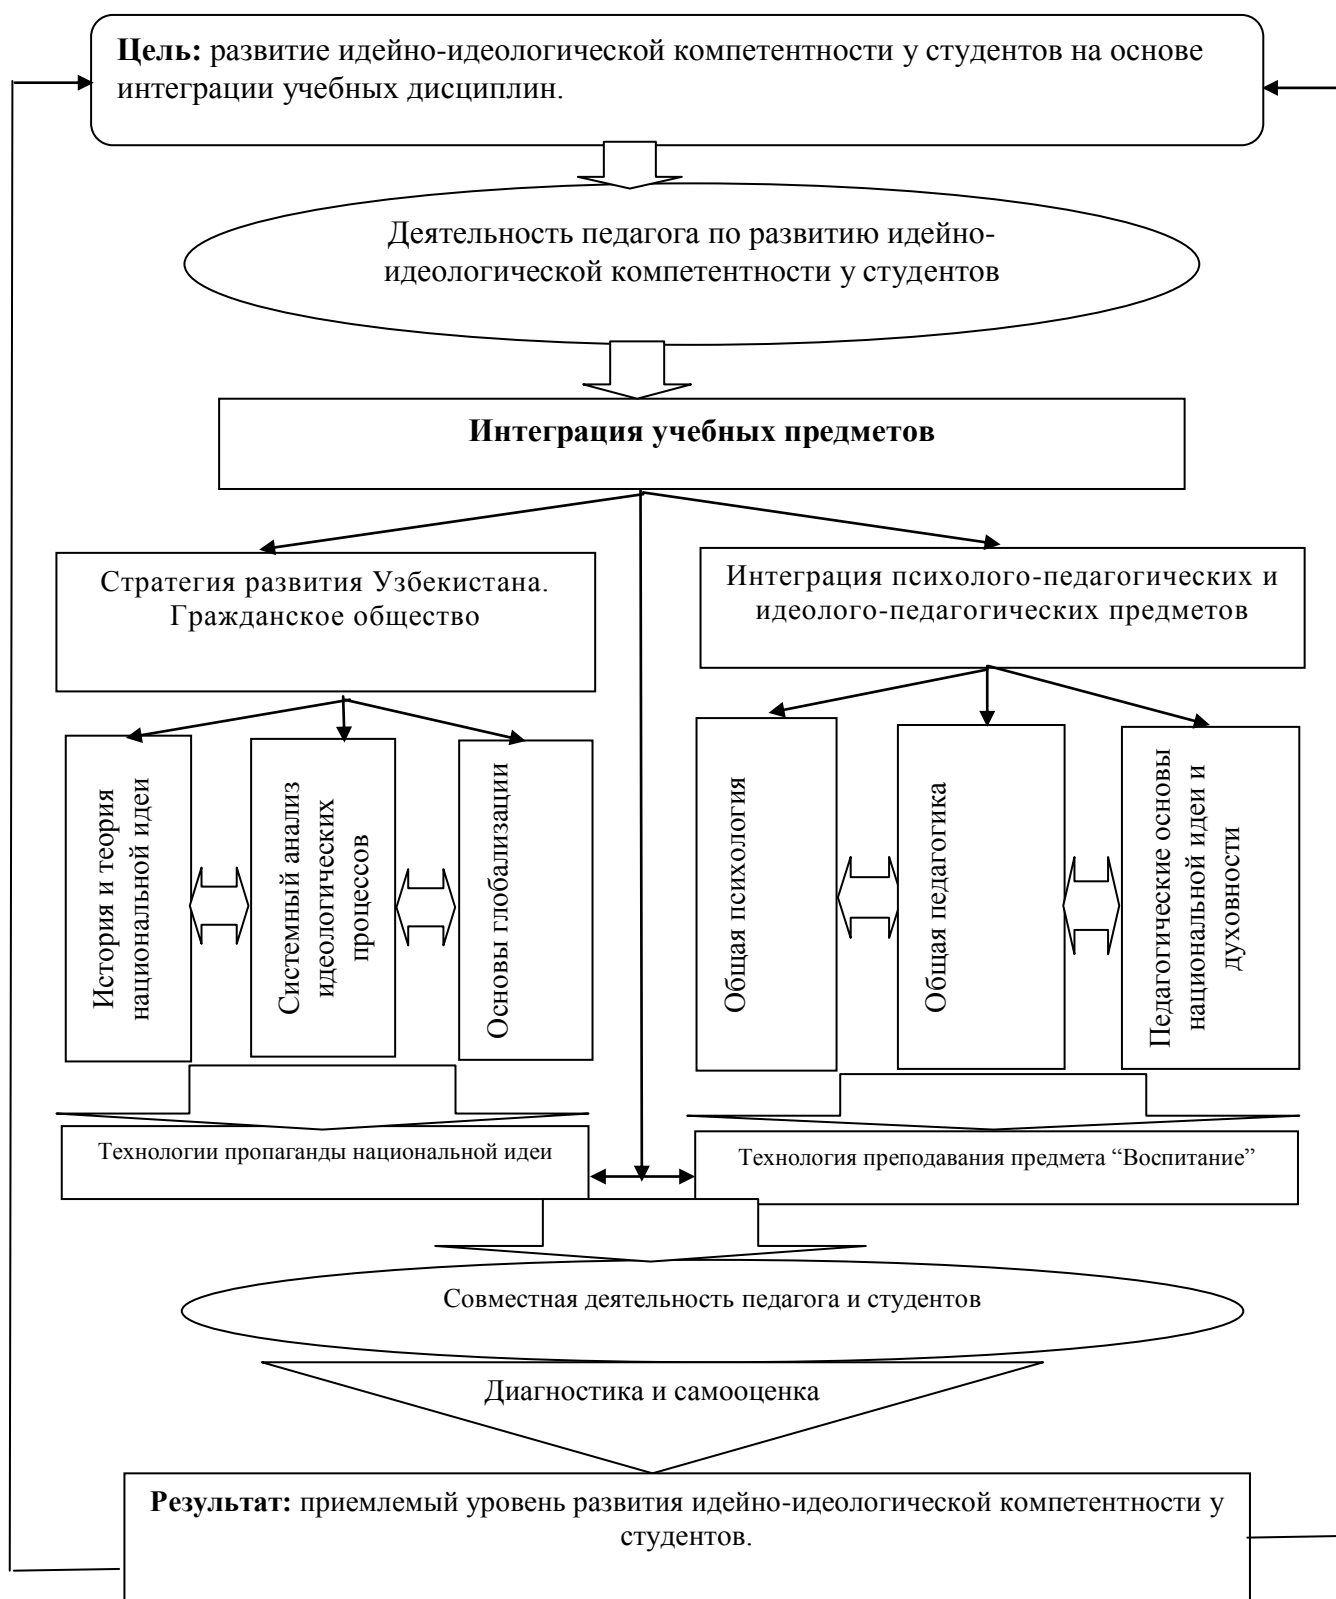 Цель: развитие идейно-идеологической компетентности у студентов на основе
интеграции учебных дисциплин.
Деятельность педагога по развитию идейно-
идеологической компетентности у студентов
Интеграция учебных предметов
Стратегия развития Узбекистана.
Гражданское общество
Интеграция психолого-педагогических и
идеолого-педагогических предметов
История и теория
национальной идеи
Системный анализ
идеологических
процессов
Основы глобализации
Общая психология
Общая педагогика
Педагогические основы
национальной идеи и
духовности
Технологии пропаганды национальной идеи
Технология преподавания предмета “Воспитание”
Совместная деятельность педагога и студентов
Диагностика и самооценка
Результат: приемлемый уровень развития идейно-идеологической компетентности у
студентов.